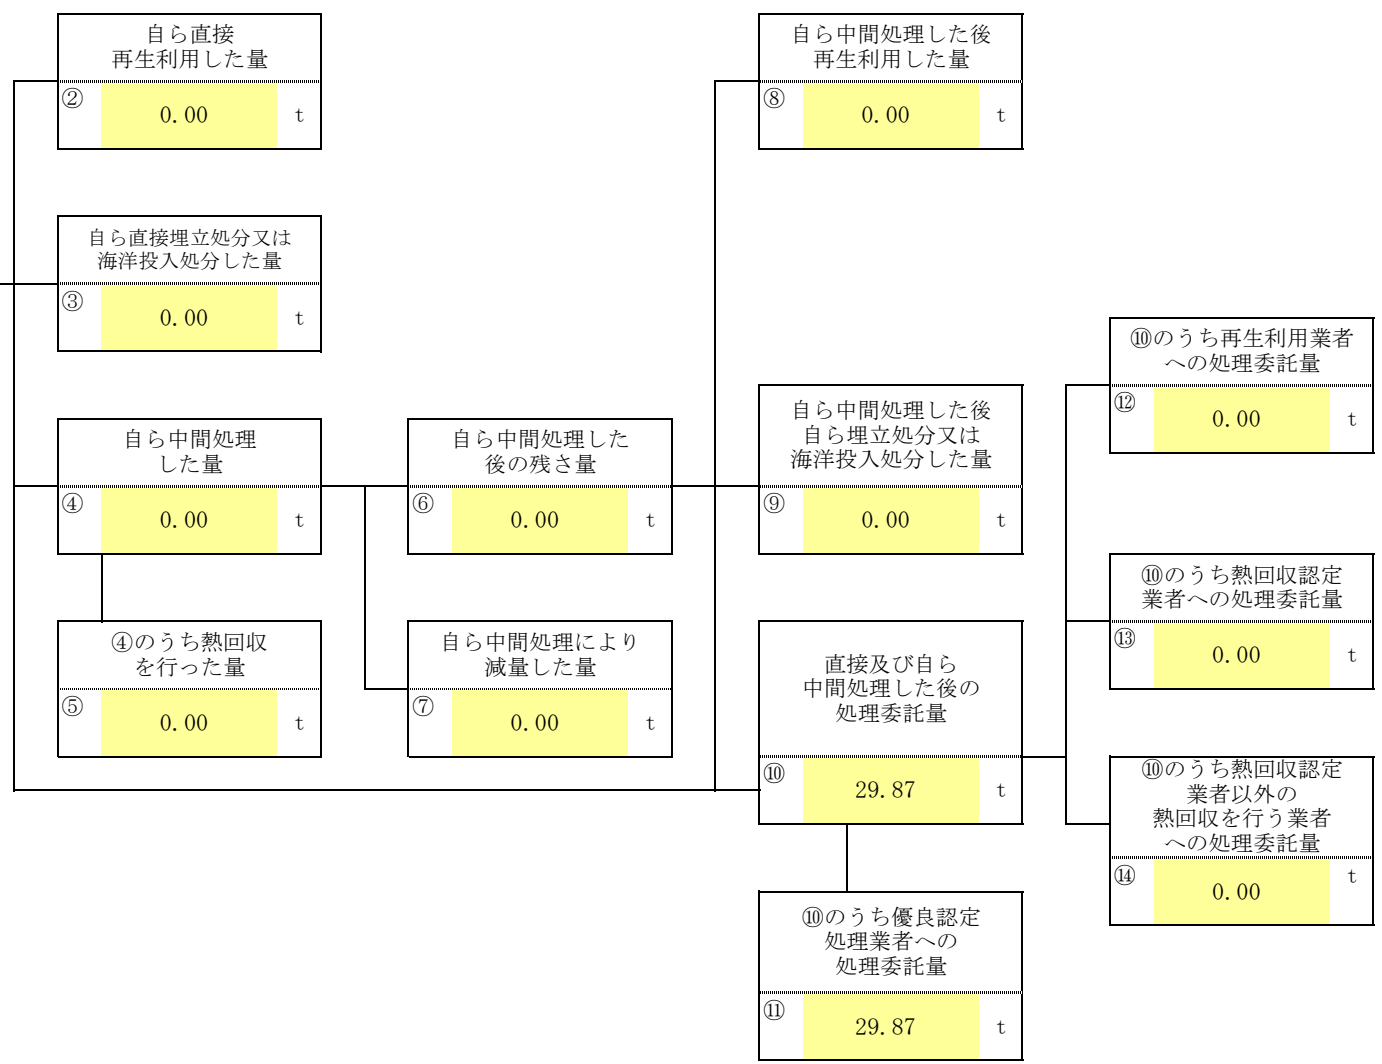 自ら直接
再生利用した量
②
0.00
t
自ら中間処理した後
再生利用した量
⑧
0.00
t
自ら直接埋立処分又は
海洋投入処分した量
③
0.00
t
⑩のうち再生利用業者
への処理委託量
⑫
0.00
t
自ら中間処理
した量
④
0.00
t
自ら中間処理した
後の残さ量
⑥
0.00
t
自ら中間処理した後
自ら埋立処分又は
海洋投入処分した量
⑨
0.00
t
⑩のうち熱回収認定
業者への処理委託量
⑬
0.00
t
④のうち熱回収
を行った量
⑤
0.00
t
自ら中間処理により
減量した量
⑦
0.00
t
直接及び自ら
中間処理した後の
処理委託量
⑩
29.87
t
⑩のうち熱回収認定
業者以外の
熱回収を行う業者
への処理委託量
⑭
0.00
t
⑩のうち優良認定
処理業者への
処理委託量
⑪
29.87
t